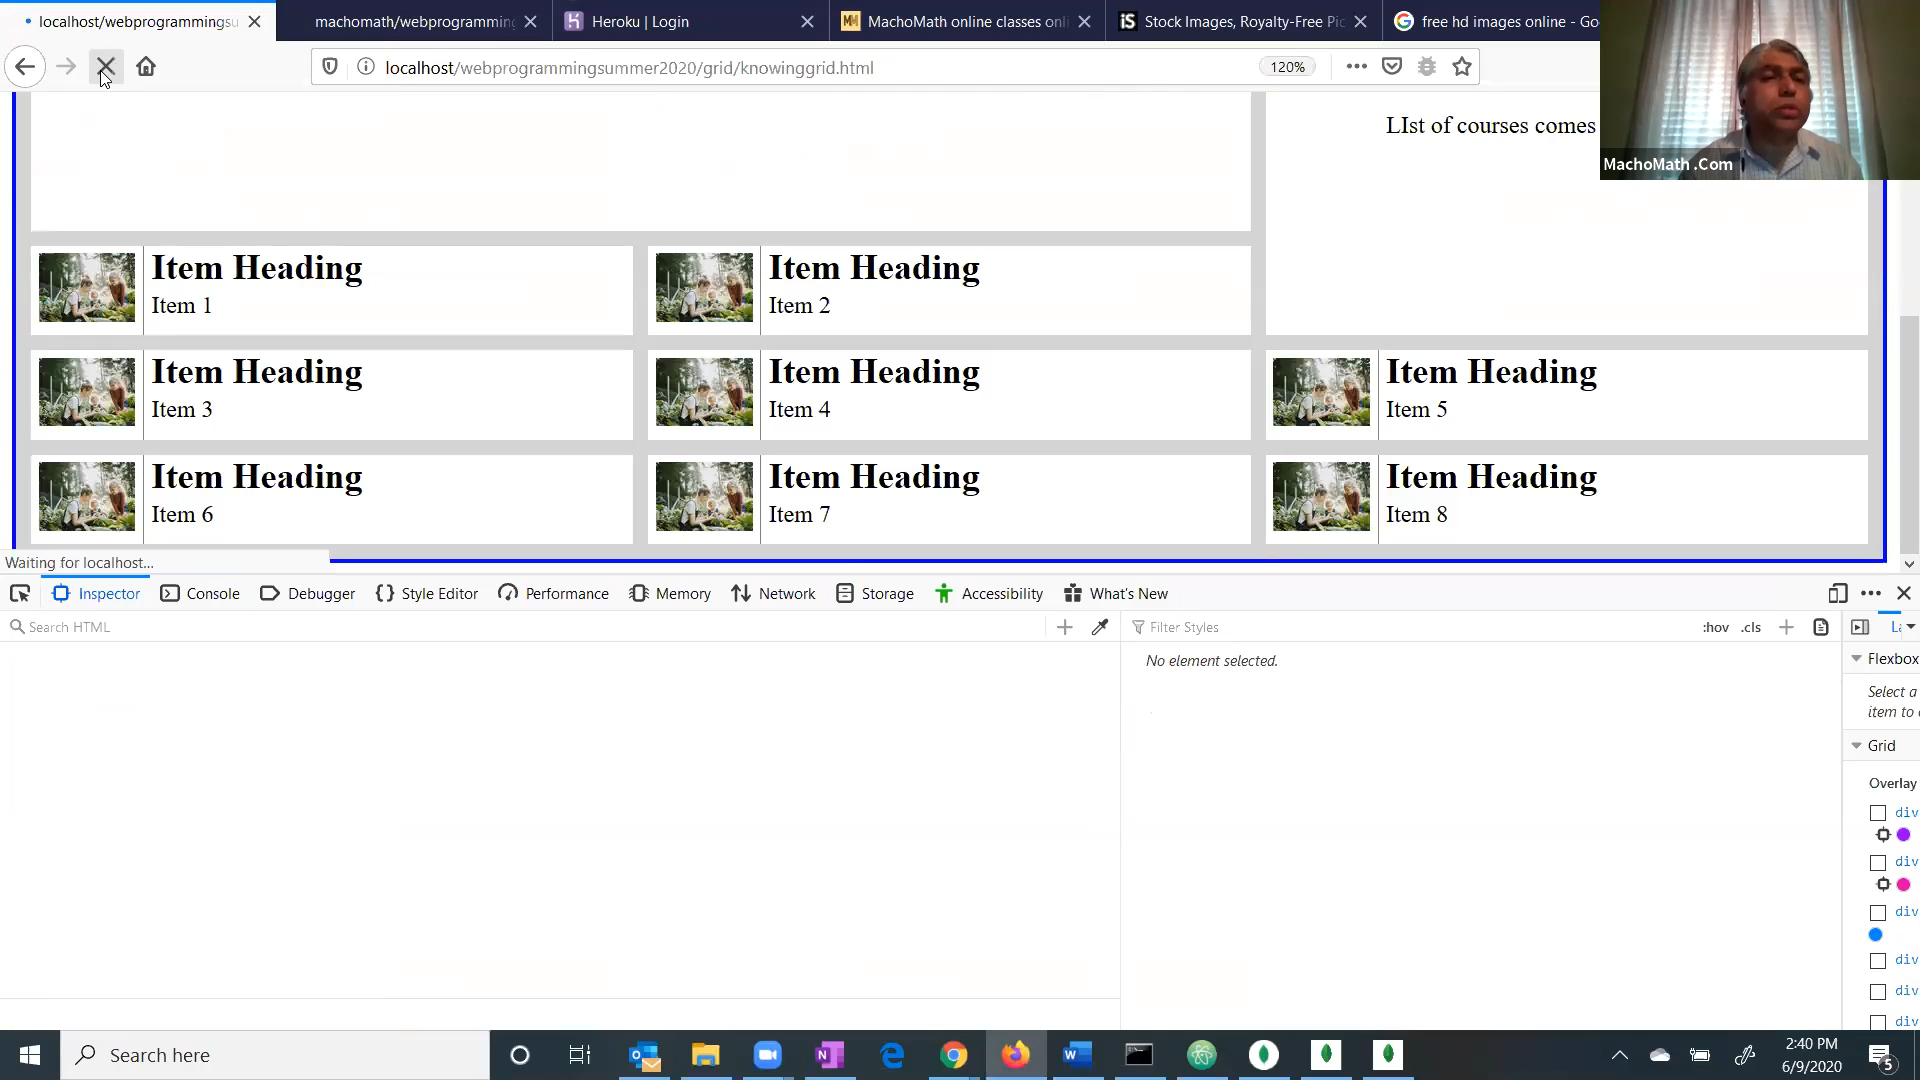 localhost/webprogrammingsu
machomath/webprogramming
Heroku | Login
MachoMath online classes onli
Stock Images, Royalty-Free Pic
free hd images online - Go
localhost/webprogrammingsummer2020/grid/knowinggrid.html
120%
LIst of courses comes
MachoMath .Com
Item Heading
Item 1
Item Heading
Item 2
Item Heading
Item 3
Item Heading
Item 4
Item Heading
Item 5
Item Heading
Item 6
Item Heading
Item 7
Item Heading
Item 8
Waiting for localhost...
Inspector
Console
Debugger
Style Editor
Performance
Memory
Network
Storage
Accessibility
What's New
Search HTML
Filter Styles
:hov .cls
No element selected.
Flexbox
Select a
item to
Grid
Overlay
div
div
div
div
div
div
Search here
2:40 PM
6/9/2020
5